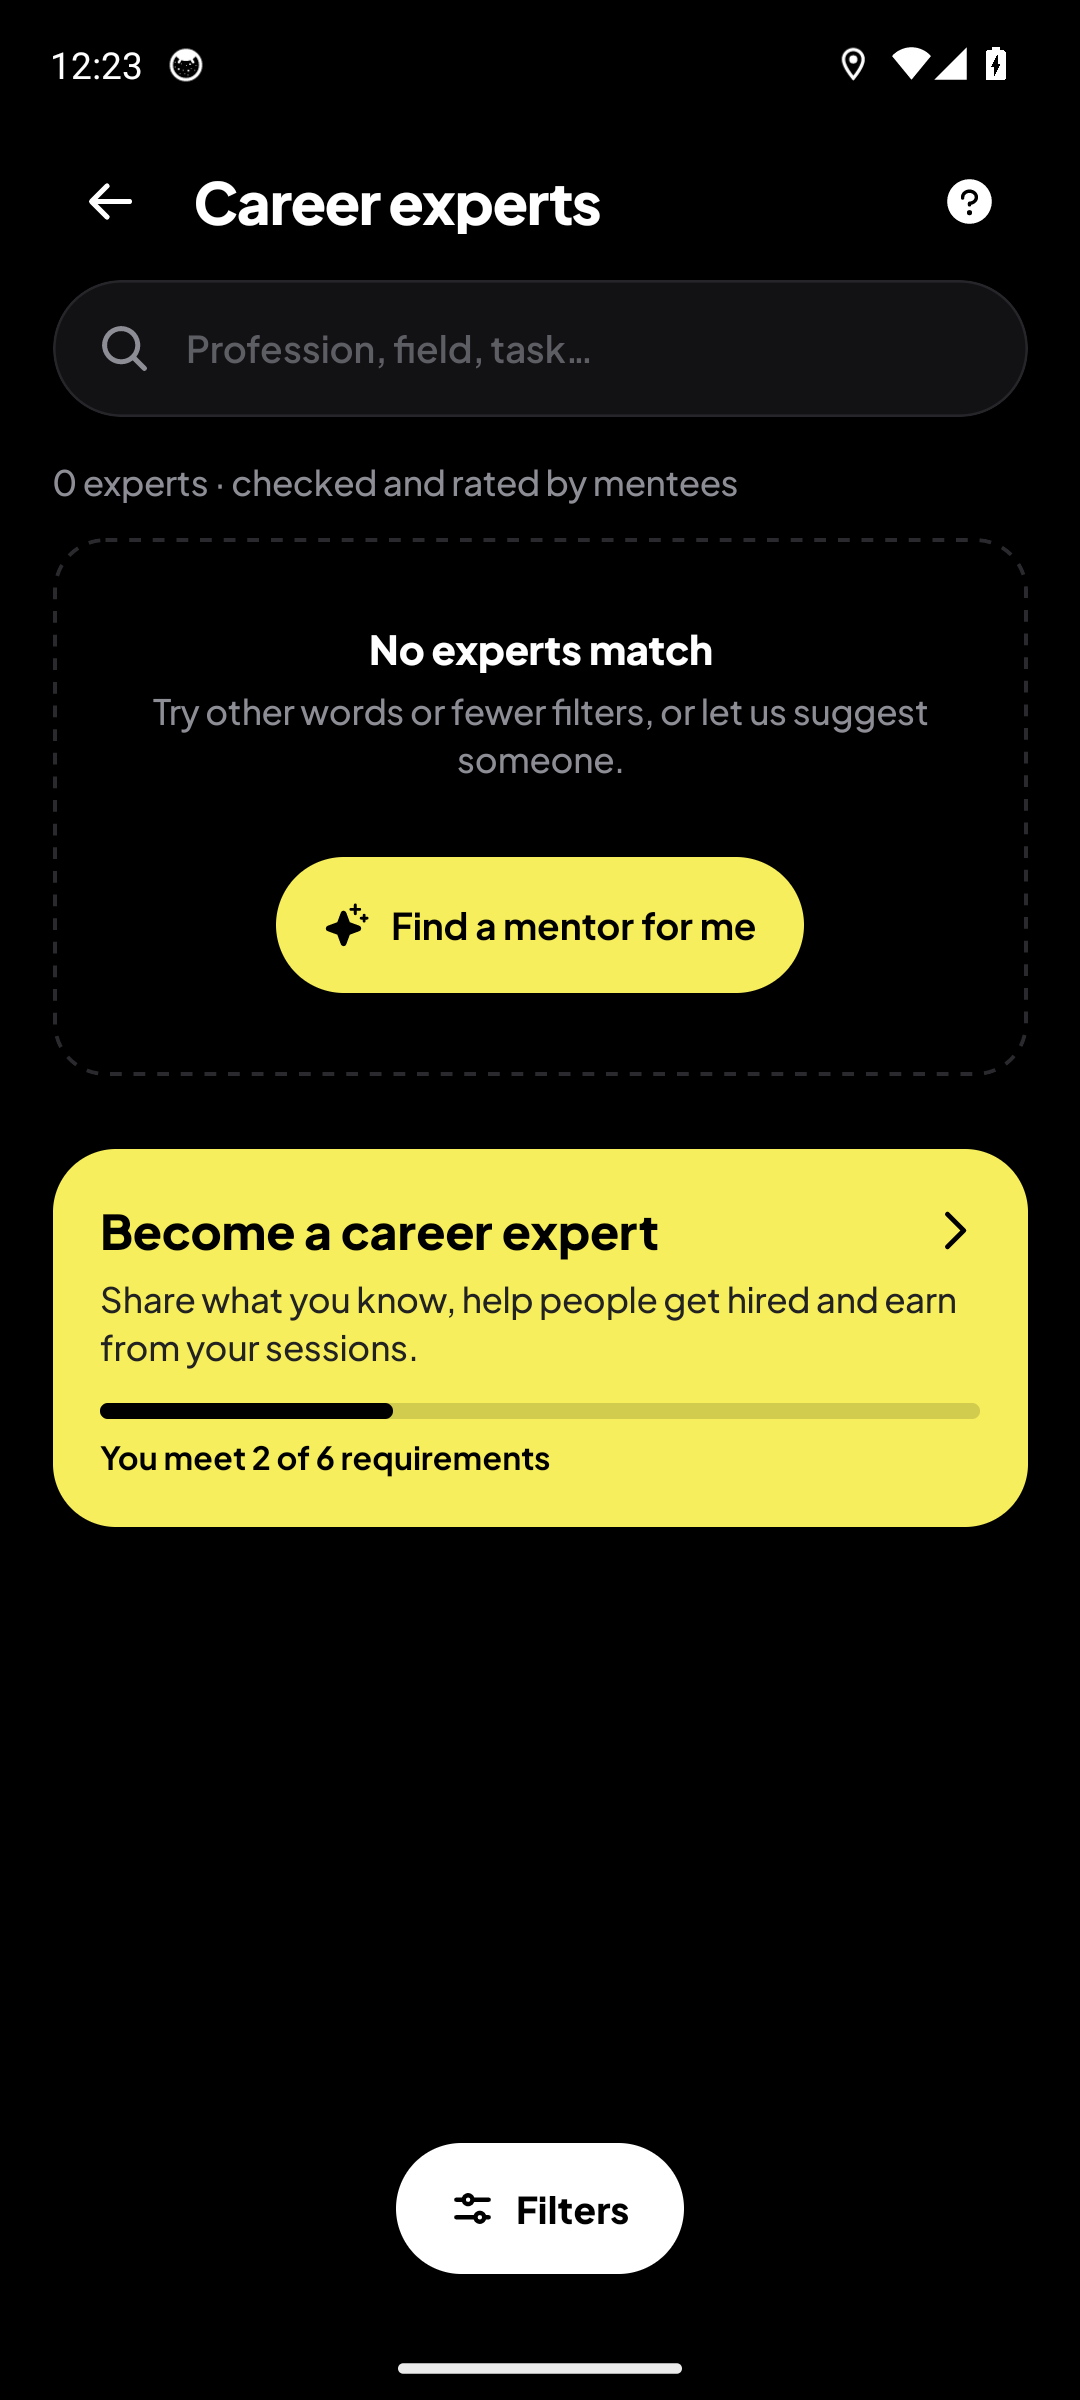 12:23
Career experts
Profession, field, task...
0 experts · checked and rated by mentees
No experts match
Try other words or fewer filters, or let us suggest
someone.
Find a mentor for me
Become a career expert
Share what you know, help people get hired and earn
from your sessions.
You meet 2 of 6 requirements
Filters